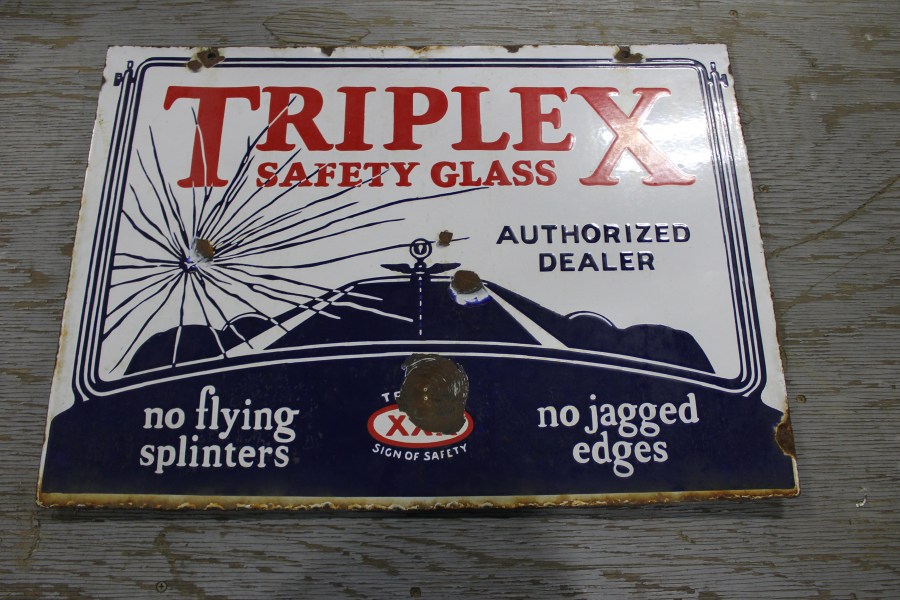 TRIPLEX
SAFETY GLASS
AUTHORIZED
DEALER
no flying
splinters
no jagged
edges
SIGN OF SAFETY